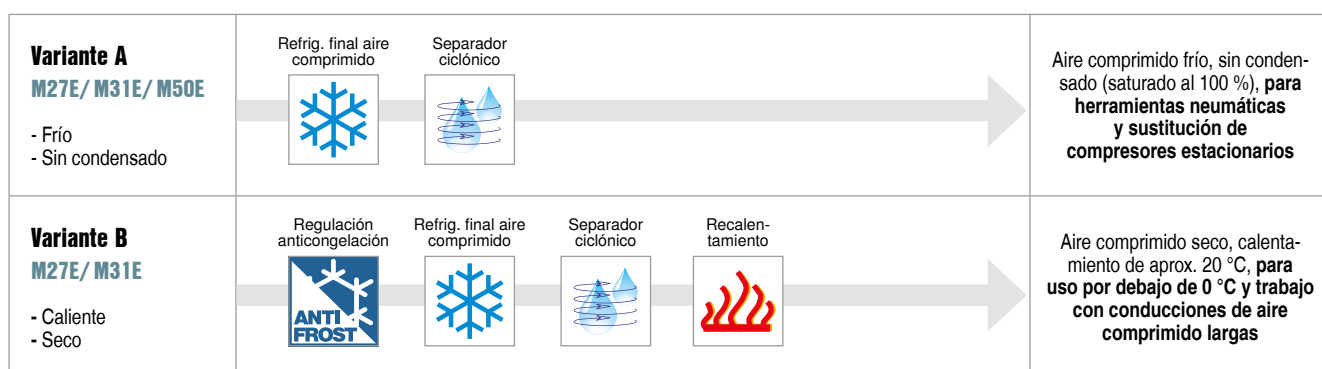 Variante A
M27E/ M31E/ M50E
- Frío
- Sin condensado
Refrig. final aire
comprimido
Separador
ciclónico
Aire comprimido frío, sin conden-
sado (saturado al 100 %), para
herramientas neumáticas
y sustitución de
compresores estacionarios
Variante B
M27E/ M31E
- Caliente
- Seco
Regulación
anticongelación
ANTI
FROST
Refrig. final aire
comprimido
Separador
ciclónico
Recalen-
tamiento
Aire comprimido seco, calenta-
miento de aprox. 20 °C, para
uso por debajo de 0 °C y trabajo
con conducciones de aire
comprimido largas